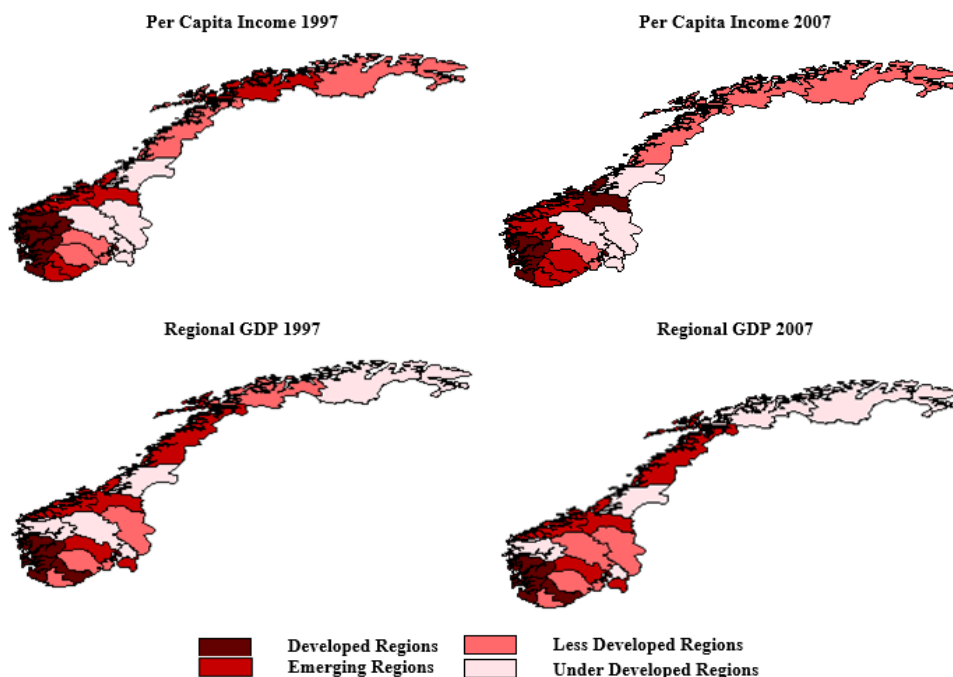 Per Capita Income 1997
Per Capita Income 2007
Regional GDP 1997
Regional GDP 2007
Developed Regions
Less Developed Regions
Emerging Regions
Under Developed Regions